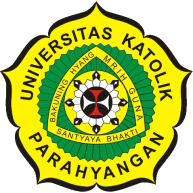 UNIVERSITAS KATOLIK
BAKUNING HYANG MRIH GUNA
SANTYAYA BHAKTI
PARAHYANGAN